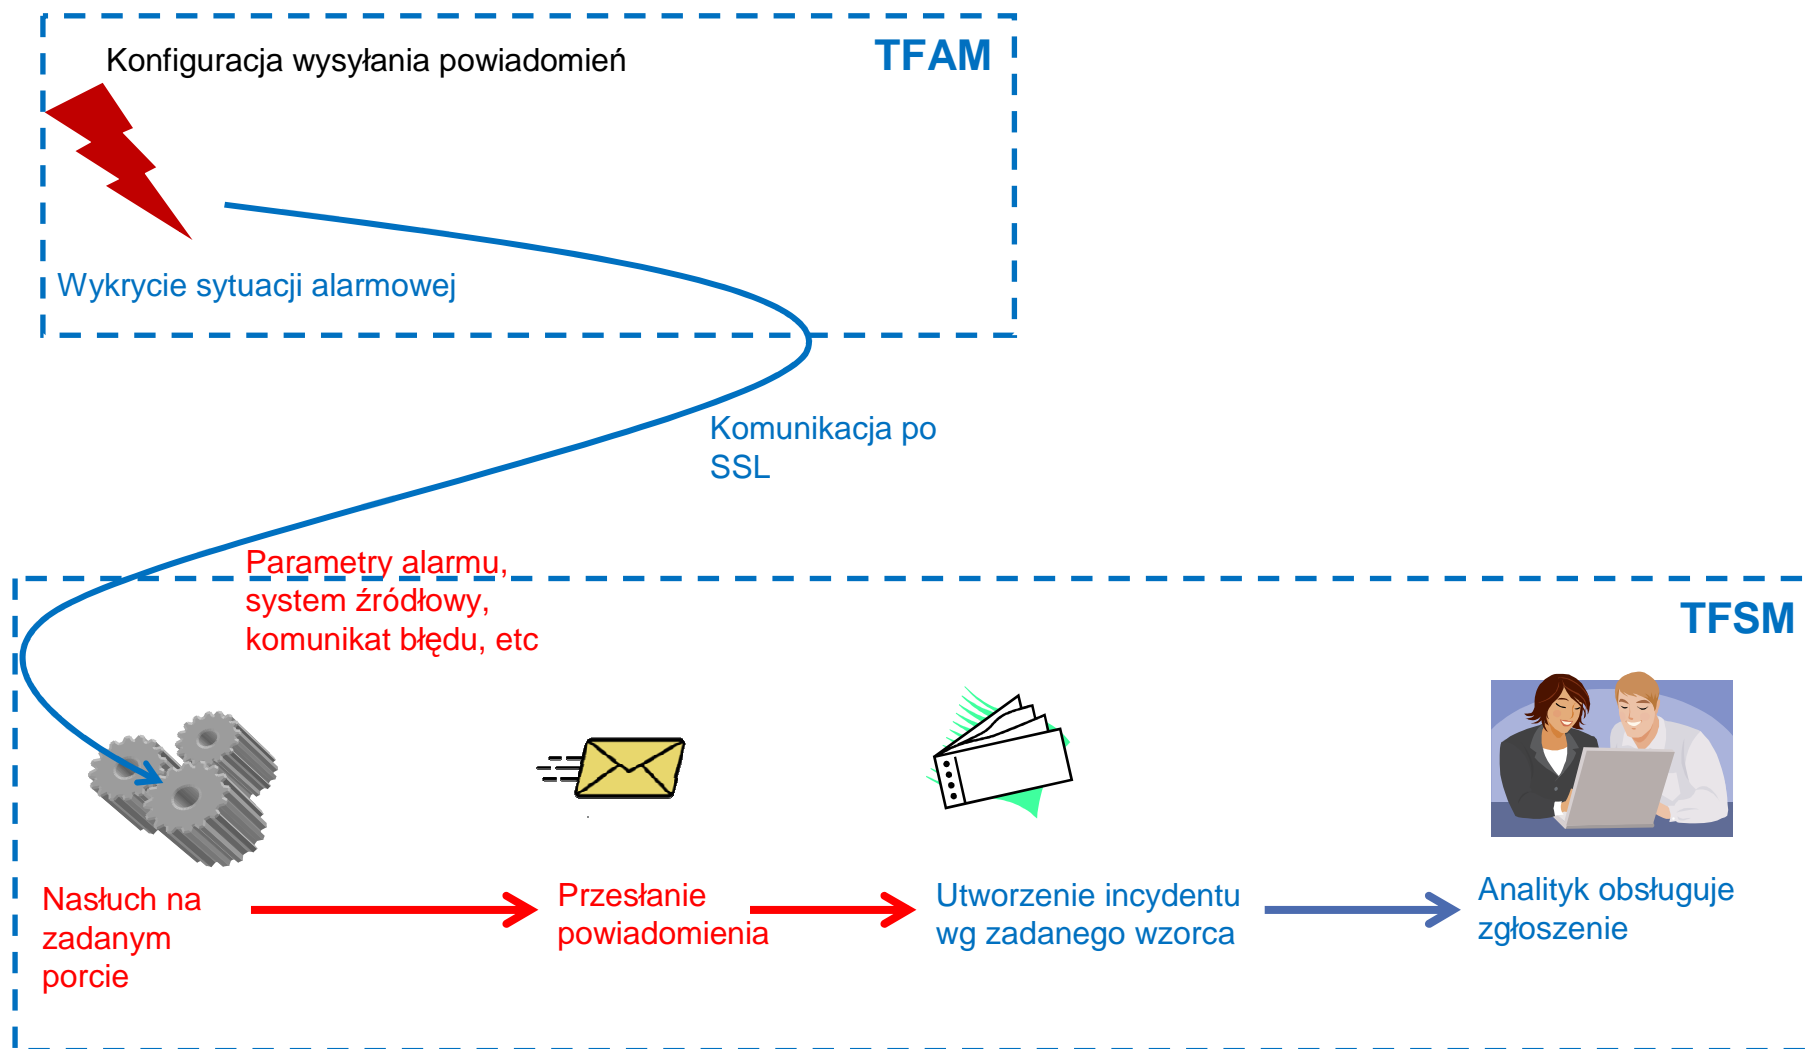 Konfiguracja wysyłania powiadomień
TFAM
Wykrycie sytuacji alarmowej
Komunikacja po
SSL
Parametry alarmu,
system źródłowy,
komunikat błędu, etc
TFSM
Nasłuch na
zadanym
porcie
Przesłanie
powiadomienia
Utworzenie incydentu
wg zadanego wzorca
Analityk obsługuje
zgłoszenie